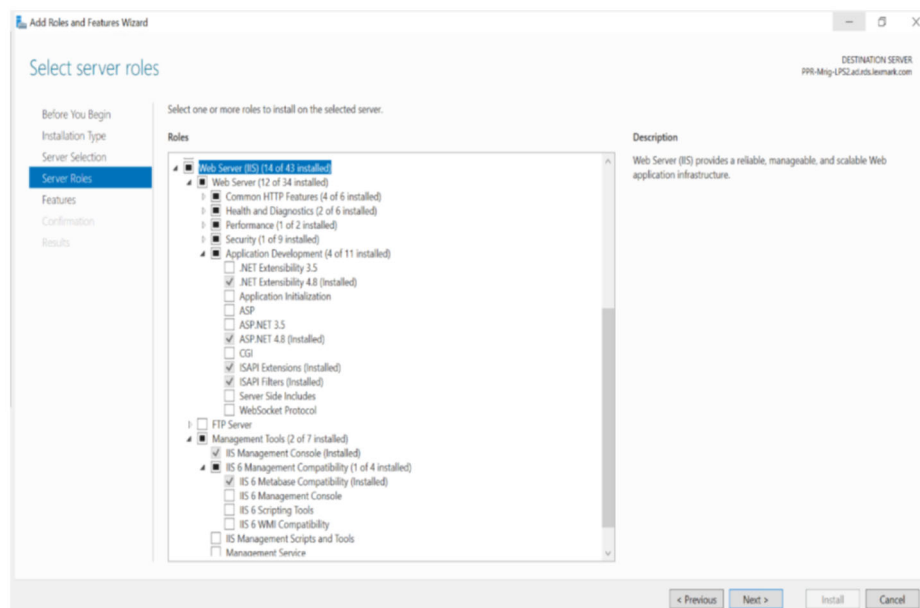 Add Roles and Features Wizard
Select server roles
DESTINATION SERVER
PPR-Mrig-LPS2.ad.rds.lexmark.com
Before You Begin
Installation Type
Server Selection
Server Roles
Features
Confirmation
Results
Select one or more roles to install on the selected server.
Roles
Web Server (IIS) (14 of 43 installed)
Web Server (12 of 34 installed)
Common HTTP Features (4 of 6 installed)
Health and Diagnostics (2 of 6 installed)
Performance (1 of 2 installed)
Security (1 of 9 installed)
Application Development (4 of 11 installed)
.NET Extensibility 3.5
.NET Extensibility 4.8 (Installed)
Application Initialization
ASP
ASP.NET 3.5
ASP.NET 4.8 (Installed)
CGI
ISAPI Extensions (Installed)
ISAPI Filters (Installed)
Server Side Includes
WebSocket Protocol
FTP Server
Management Tools (2 of 7 installed)
IIS Management Console (Installed)
IIS 6 Management Compatibility (1 of 4 installed)
IIS 6 Metabase Compatibility (Installed)
IIS 6 Management Console
IIS 6 Scripting Tools
IIS 6 WMI Compatibility
IIS Management Scripts and Tools
Management Service
Description
Web Server (IIS) provides a reliable, manageable, and scalable Web
application infrastructure.
< Previous
Next >
Install
Cancel